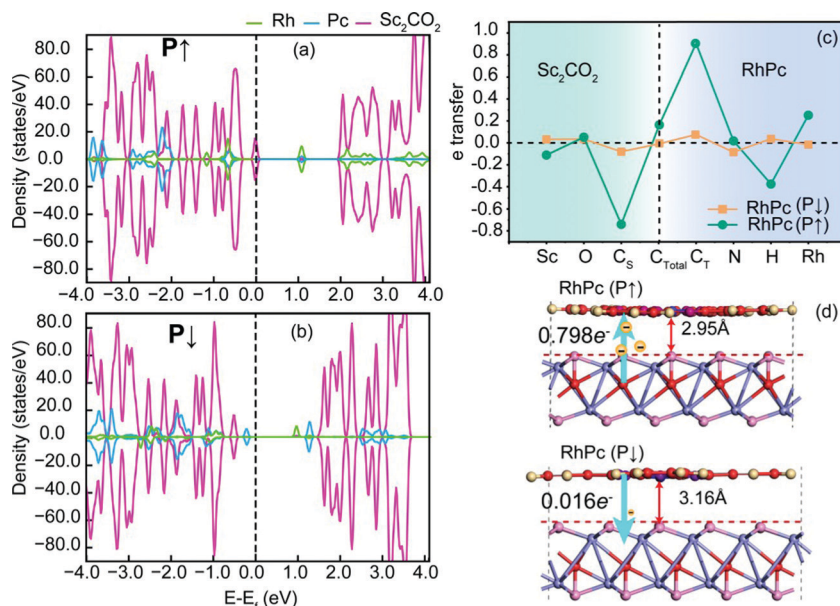 Rh Pc Sc₂CO₂
P↑
(a)
Density (states/eV)
80.0
60.0
40.0
20.0
0.0
−20.0
−40.0
−60.0
−80.0
−4.0 −3.0 −2.0 −1.0 0.0 1.0 2.0 3.0 4.0
P↓
(b)
Density (states/eV)
80.0
60.0
40.0
20.0
0.0
−20.0
−40.0
−60.0
−80.0
−4.0 −3.0 −2.0 −1.0 0.0 1.0 2.0 3.0 4.0
E-Ef (eV)
(c)
Sc₂CO₂ RhPc
e transfer
1.0
0.8
0.6
0.4
0.2
0.0
-0.2
-0.4
-0.6
-0.8
RhPc (P↓)
RhPc (P↑)
Sc O CS CTotal CT N H Rh
RhPc (P↑)
(d)
0.798e⁻
2.95Å
RhPc (P↓)
0.016e⁻
3.16Å